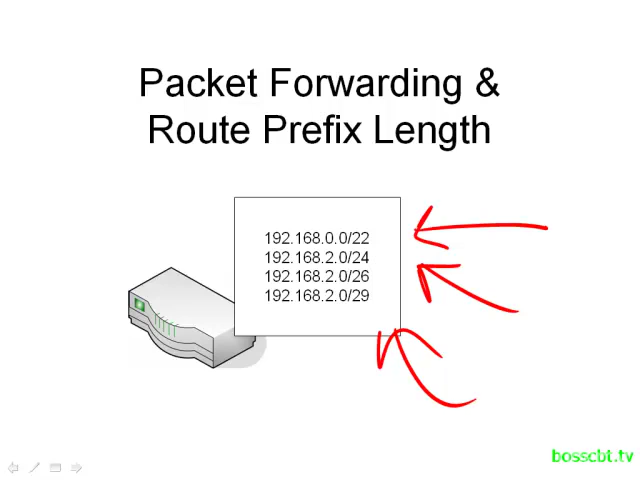 Packet Forwarding &
Route Prefix Length
192.168.0.0/22
192.168.2.0/24
192.168.2.0/26
192.168.2.0/29
bosscbt.tv